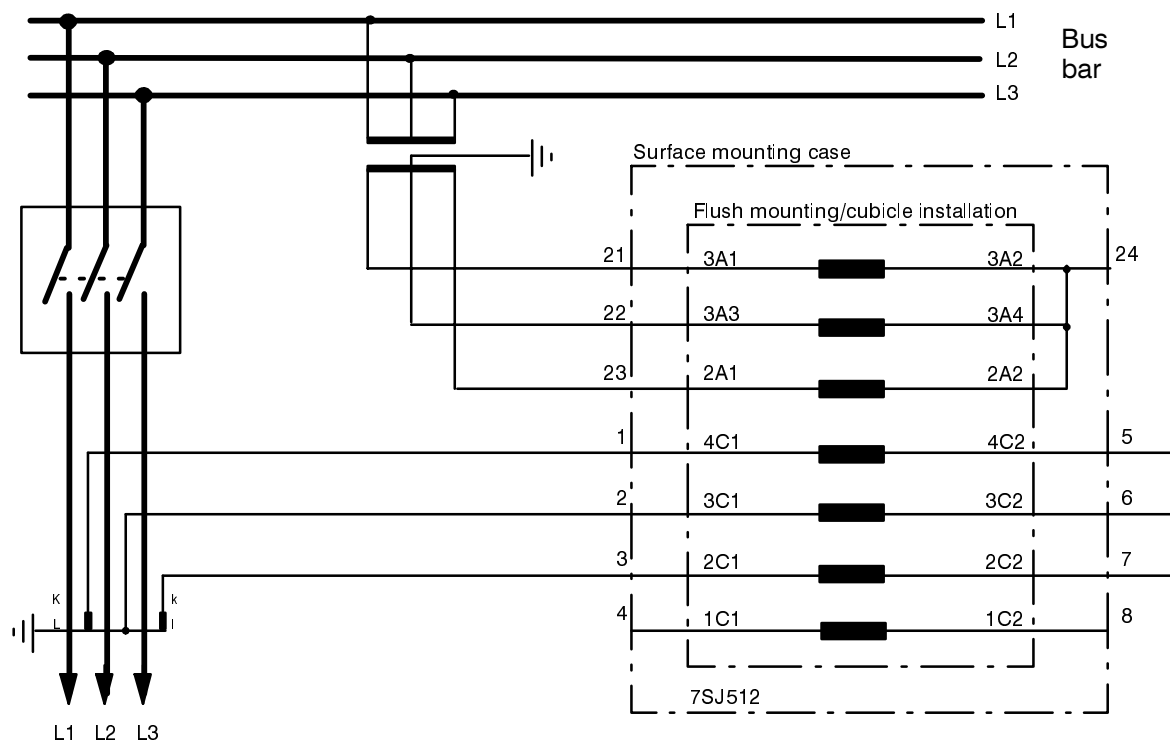 L1
L2
L3
Bus
bar
Surface mounting case
Flush mounting/cubicle installation
21 3A1 3A2 24
22 3A3 3A4
23 2A1 2A2
1 4C1 4C2 5
2 3C1 3C2 6
3 2C1 2C2 7
K k
L l
4 1C1 1C2 8
7SJ512
L1 L2 L3